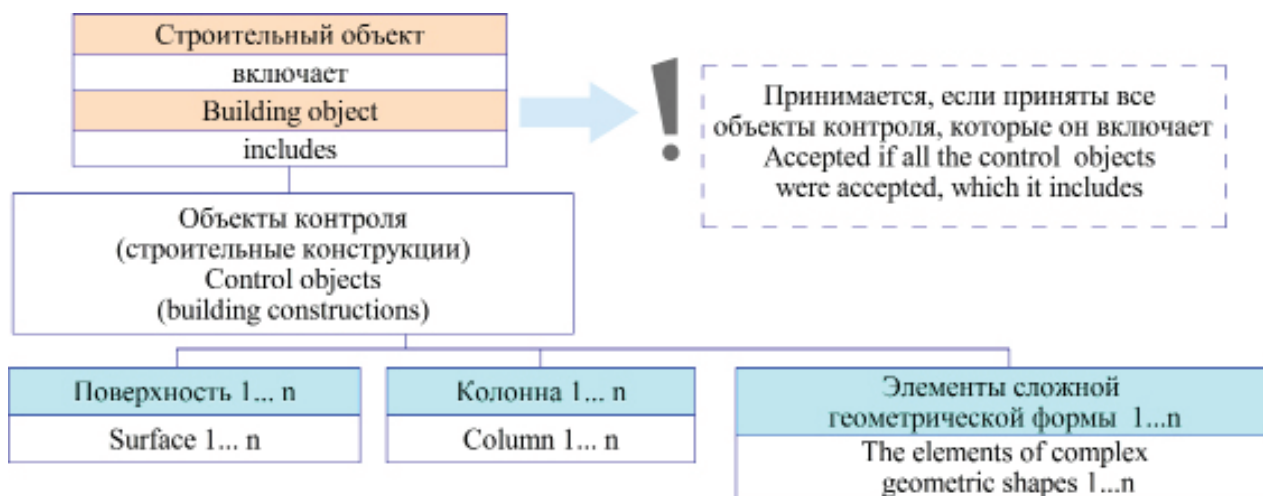 Строительный объект
включает
Building object
includes
!
Принимается, если приняты все
объекты контроля, которые он включает
Accepted if all the control objects
were accepted, which it includes
Объекты контроля
(строительные конструкции)
Control objects
(building constructions)
Поверхность 1... n
Surface 1... n
Колонна 1... n
Column 1... n
Элементы сложной
геометрической формы 1...n
The elements of complex
geometric shapes 1...n